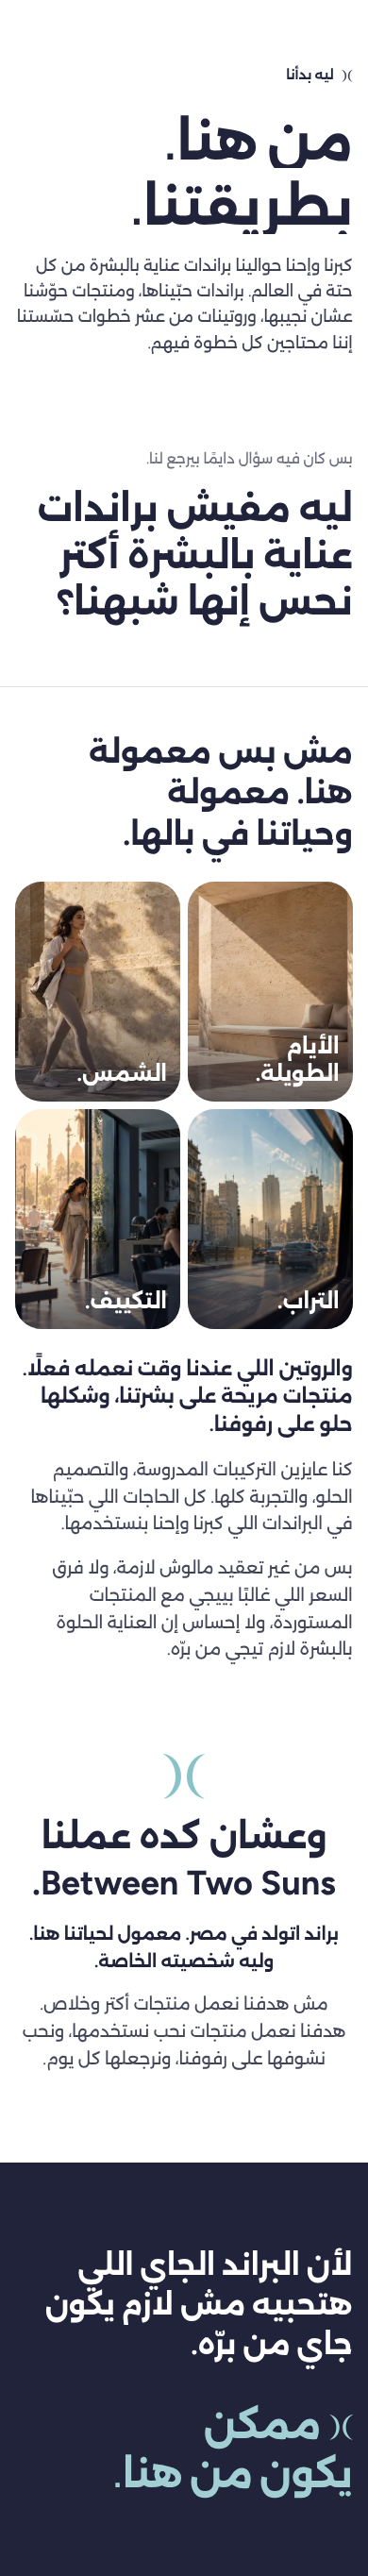 ليه بدأنا
من هنا.
بطريقتنا.
كبرنا وإحنا حوالينا براندات عناية بالبشرة من كل
حتة في العالم. براندات حبّيناها، ومنتجات حوّشنا
عشان نجيبها، وروتينات من عشر خطوات حسّستنا
إننا محتاجين كل خطوة فيهم.
بس كان فيه سؤال دايمًا بيرجع لنا.
ليه مفيش براندات
عناية بالبشرة أكتر
نحس إنها شبهنا؟
مش بس معمولة
هنا. معمولة
وحياتنا في بالها.
الأيام
الطويلة.
الشمس.
التراب.
التكييف.
والروتين اللي عندنا وقت نعمله فعلًا.
منتجات مريحة على بشرتنا، وشكلها
حلو على رفوفنا.
كنا عايزين التركيبات المدروسة، والتصميم
الحلو، والتجربة كلها. كل الحاجات اللي حبّيناها
في البراندات اللي كبرنا وإحنا بنستخدمها.
بس من غير تعقيد مالوش لازمة، ولا فرق
السعر اللي غالبًا بييجي مع المنتجات
المستوردة، ولا إحساس إن العناية الحلوة
بالبشرة لازم تيجي من برّه.
وعشان كده عملنا
Between Two Suns.
براند اتولد في مصر. معمول لحياتنا هنا.
وليه شخصيته الخاصة.
مش هدفنا نعمل منتجات أكتر وخلاص.
هدفنا نعمل منتجات نحب نستخدمها، ونحب
نشوفها على رفوفنا، ونرجعلها كل يوم.
لأن البراند الجاي اللي
هتحبيه مش لازم يكون
جاي من برّه.
ممكن
يكون من هنا.